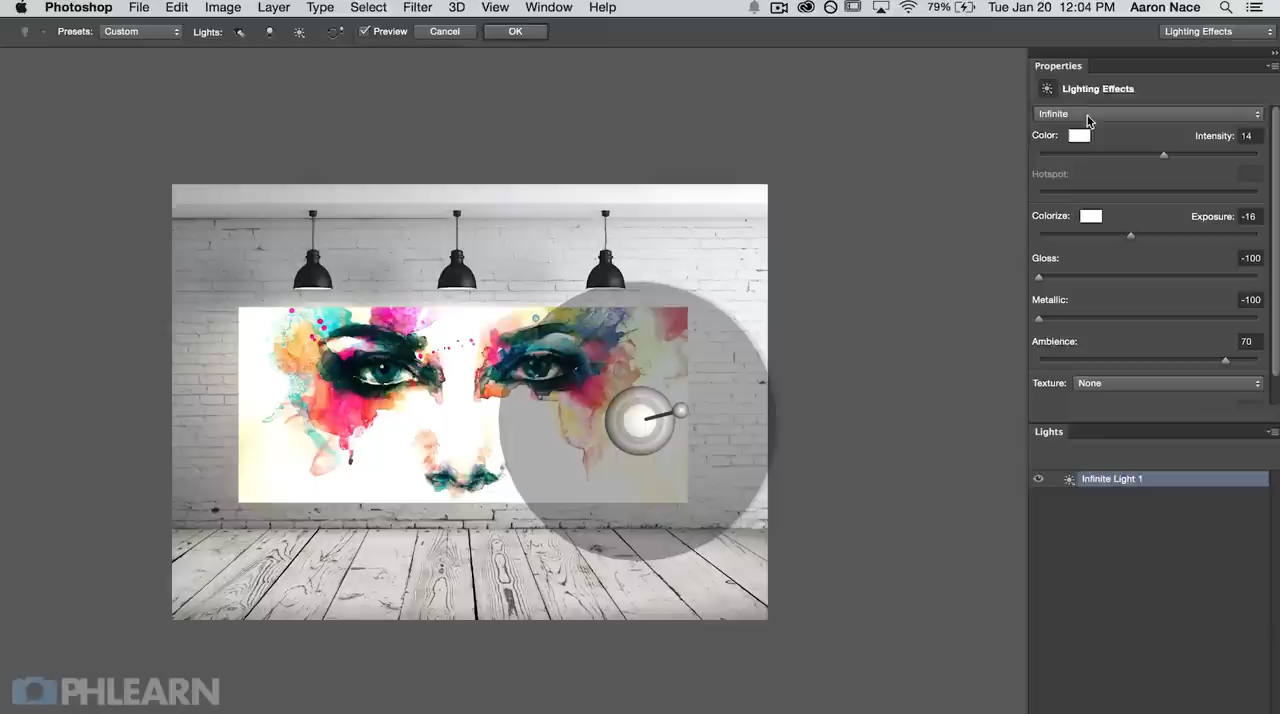 Photoshop File Edit Image Layer Type Select Filter 3D View Window Help 79% Tue Jan 20 12:04 PM Aaron Nace
Presets: Custom Lights: Preview Cancel OK Lighting Effects
Properties
Lighting Effects
Infinite
Color: Intensity: 14
Hotspot:
Colorize: Exposure: -16
Gloss: -100
Metallic: -100
Ambience: 70
Texture: None
Lights
Infinite Light 1
PHLEARN